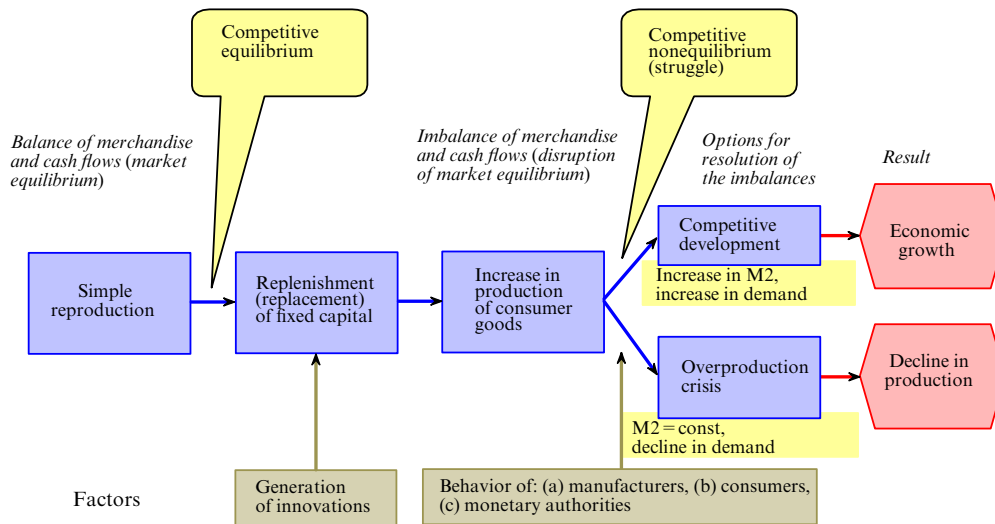 Competitive
equilibrium
Competitive
nonequilibrium
(struggle)
Balance of merchandise
and cash flows (market
equilibrium)
Imbalance of merchandise
and cash flows (disruption
of market equilibrium)
Options for
resolution of
the imbalances
Result
Simple
reproduction
Replenishment
(replacement)
of fixed capital
Increase in
production
of consumer
goods
Competitive
development
Increase in M2,
increase in demand
Economic
growth
Overproduction
crisis
M2 = const,
decline in demand
Decline in
production
Factors
Generation
of innovations
Behavior of: (a) manufacturers, (b) consumers,
(c) monetary authorities